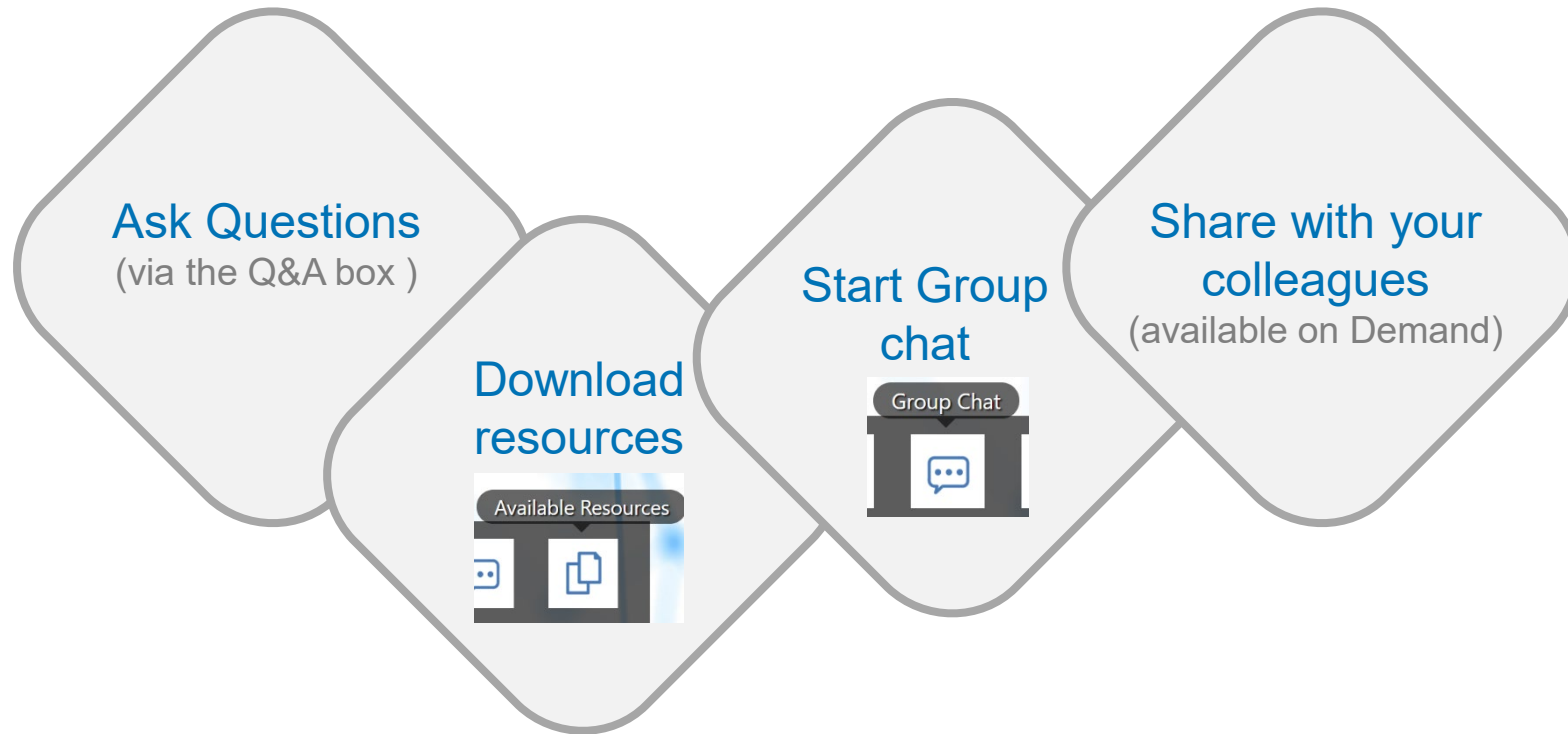 Ask Questions
(via the Q&A box )
Download
resources
Available Resources
Start Group
chat
Group Chat
Share with your
colleagues
(available on Demand)